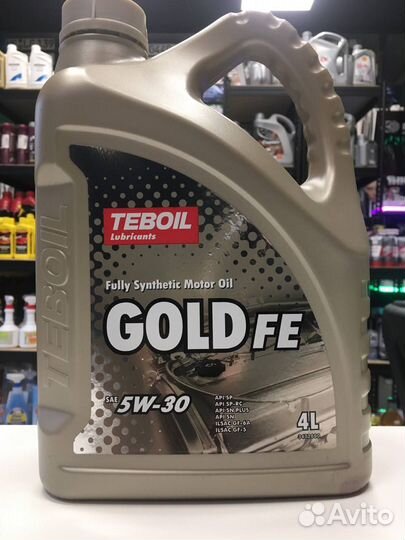 TEBOIL
TEBOIL
Lubricants
Fully Synthetic Motor Oil
GOLD FE
SAE 5W-30
API SP
API SP-RC
API SN PLUS
API SN
ILSAC GF-6A
ILSAC GF-5
4L
Avito